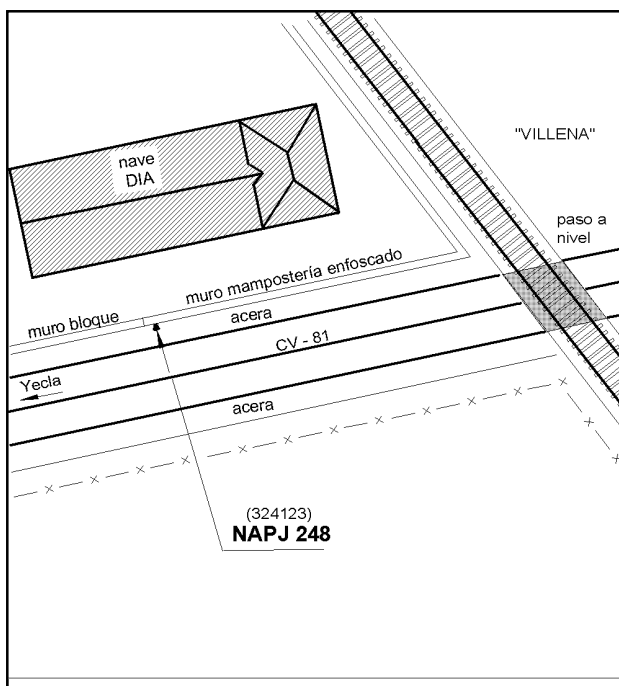 "VILLENA"
nave
DIA
paso a
nivel
muro mampostería enfoscado
muro bloque
acera
CV - 81
Yecla
acera
(324123)
NAPJ 248